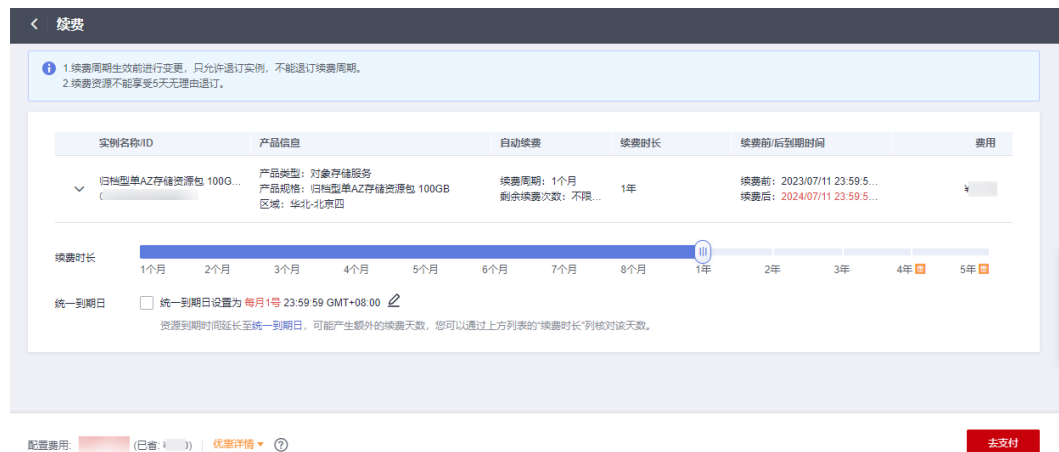 续费
1.续费周期生效前进行变更，只允许退订实例，不能退订续费周期。
2.续费资源不能享受5天无理由退订。
实例名称/ID 产品信息 自动续费 续费时长 续费前/后到期时间 费用
归档型单AZ存储资源包 100G... 产品类型：对象存储服务 续费周期：1个月 1年 续费前：2023/07/11 23:59:5... ¥
( 产品规格：归档型单AZ存储资源包 100GB 剩余续费次数：不限... 续费后：2024/07/11 23:59:5...
区域：华北-北京四
续费时长
1个月 2个月 3个月 4个月 5个月 6个月 7个月 8个月 1年 2年 3年 4年 5年
统一到期日 统一到期日设置为 每月1号 23:59:59 GMT+08:00
资源到期时间延长至统一到期日，可能产生额外的续费天数，您可以通过上方列表的“续费时长”列核对该天数。
配置费用: (已省: ) 优惠详情 ? 去支付